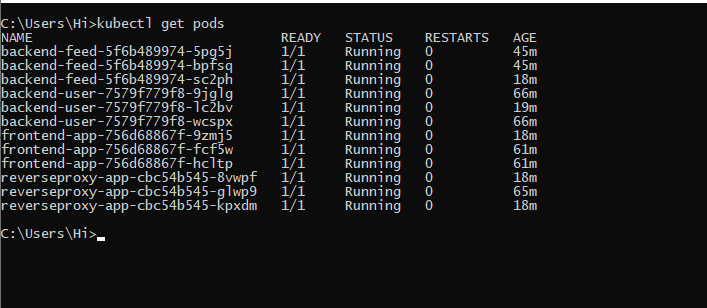 C:\Users\Hi>kubectl get pods
NAME READY STATUS RESTARTS AGE
backend-feed-5f6b489974-5pg5j 1/1 Running 0 45m
backend-feed-5f6b489974-bpfsq 1/1 Running 0 45m
backend-feed-5f6b489974-sc2ph 1/1 Running 0 18m
backend-user-7579f779f8-9jglg 1/1 Running 0 66m
backend-user-7579f779f8-lc2bv 1/1 Running 0 19m
backend-user-7579f779f8-wcspx 1/1 Running 0 66m
frontend-app-756d68867f-9zmj5 1/1 Running 0 18m
frontend-app-756d68867f-fcf5w 1/1 Running 0 61m
frontend-app-756d68867f-hcltp 1/1 Running 0 61m
reverseproxy-app-cbc54b545-8vwpf 1/1 Running 0 18m
reverseproxy-app-cbc54b545-glwp9 1/1 Running 0 65m
reverseproxy-app-cbc54b545-kpxdm 1/1 Running 0 18m
C:\Users\Hi>